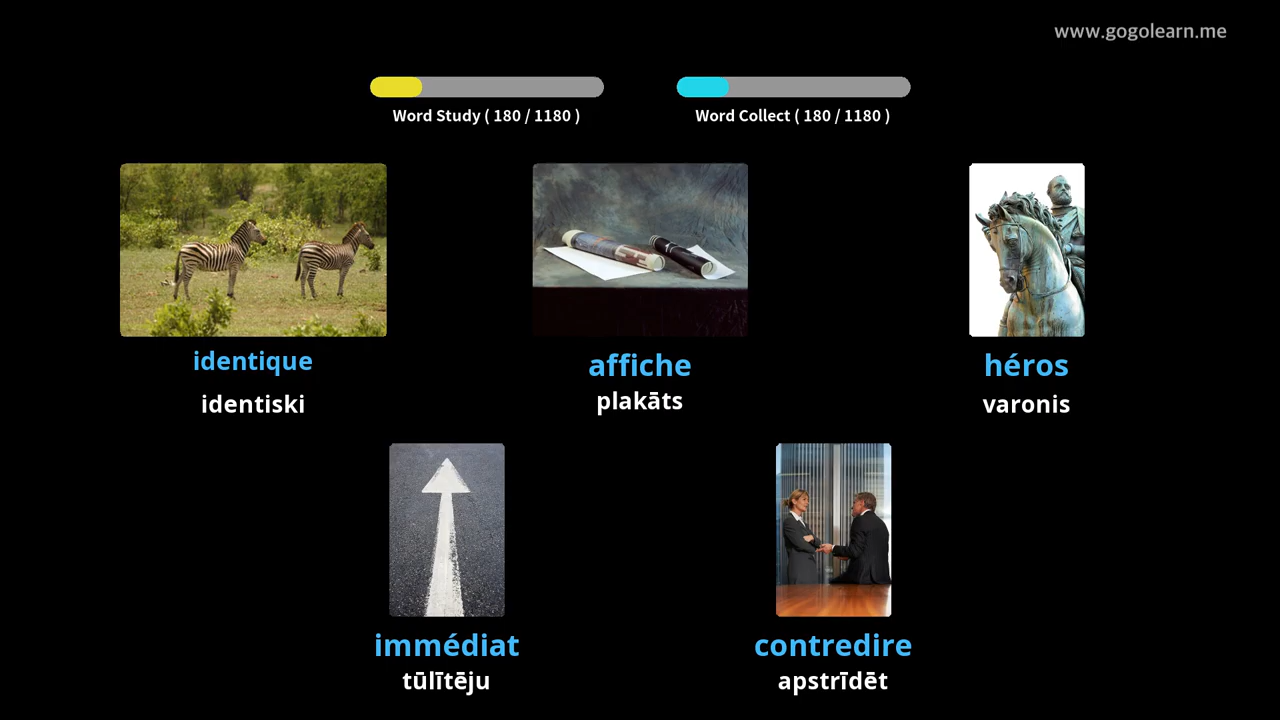 www.gogolearn.me
Word Study ( 180 / 1180 )
Word Collect ( 180 / 1180 )
identique
identiski
affiche
plakāts
héros
varonis
immédiat
tūlītēju
contredire
apstrīdēt